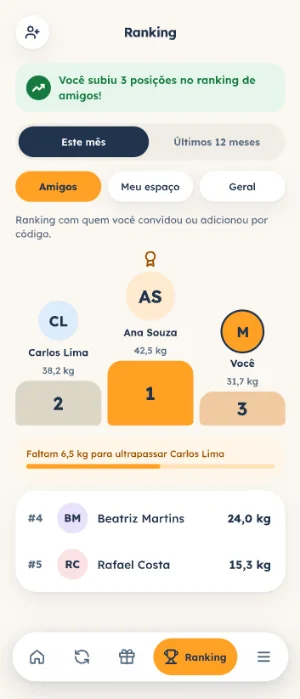 Ranking
Você subiu 3 posições no ranking de
amigos!
Este mês
Últimos 12 meses
Amigos
Meu espaço
Geral
Ranking com quem você convidou ou adicionou por
código.
AS
Ana Souza
42,5 kg
1
CL
Carlos Lima
38,2 kg
2
M
Você
31,7 kg
3
Faltam 6,5 kg para ultrapassar Carlos Lima
#4 BM Beatriz Martins 24,0 kg
#5 RC Rafael Costa 15,3 kg
Ranking